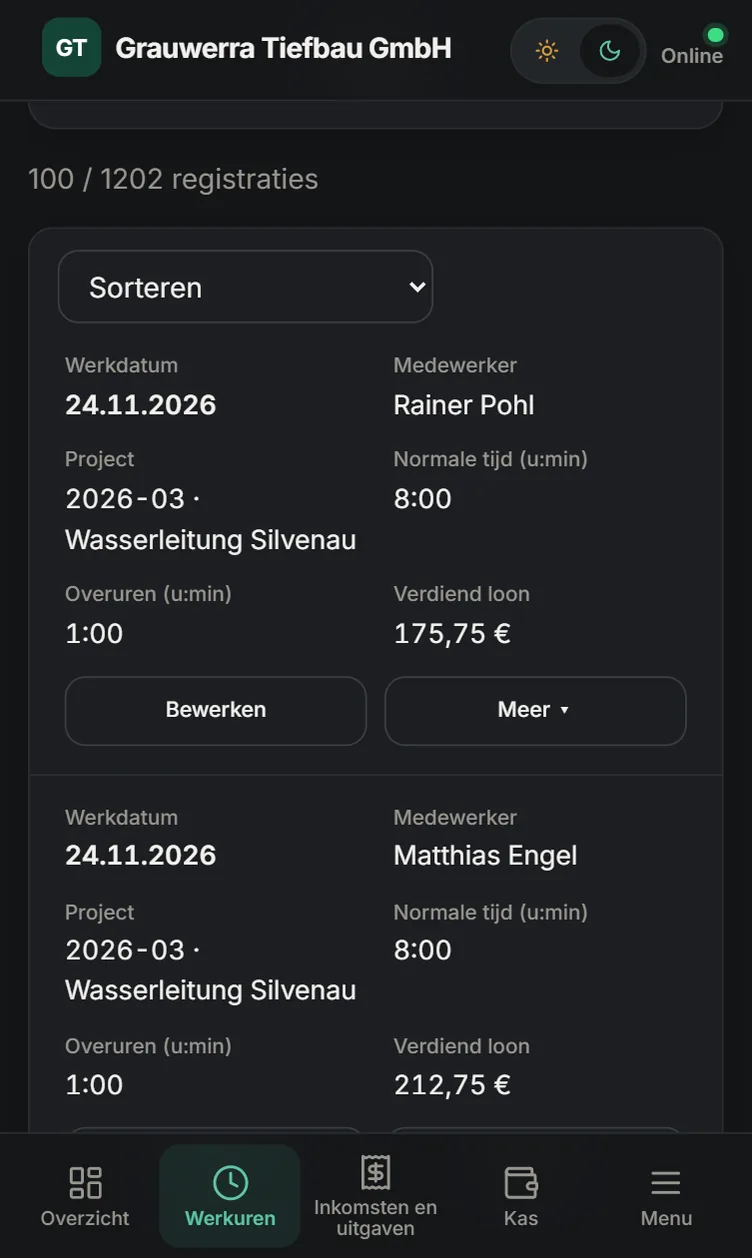 GT Grauwerra Tiefbau GmbH
Online
100 / 1202 registraties
Sorteren
Werkdatum Medewerker
24.11.2026 Rainer Pohl
Project Normale tijd (u:min)
2026-03 · 8:00
Wasserleitung Silvenau
Overuren (u:min) Verdiend loon
1:00 175,75 €
Bewerken Meer ▾
Werkdatum Medewerker
24.11.2026 Matthias Engel
Project Normale tijd (u:min)
2026-03 · 8:00
Wasserleitung Silvenau
Overuren (u:min) Verdiend loon
1:00 212,75 €
Overzicht Werkuren Inkomsten en uitgaven Kas Menu